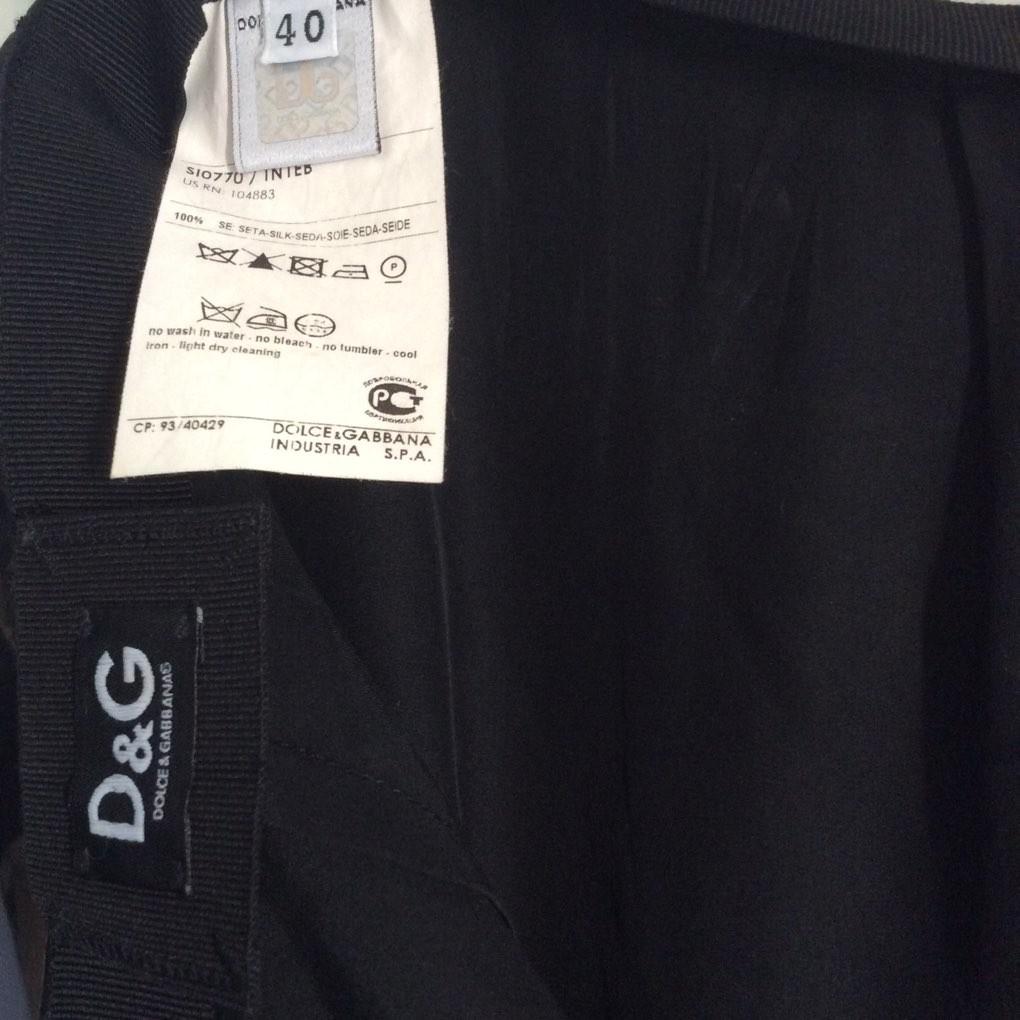 40
SI0770 / INTEB
US RN: 104883
100% SE: SETA-SILK-SEDA-SOIE-SEDA-SEIDE
P
no wash in water - no bleach - no tumbler - cool
iron - light dry cleaning
CP: 93/40429
DOLCE&GABBANA
INDUSTRIA S.P.A.
D&G
DOLCE & GABBANA